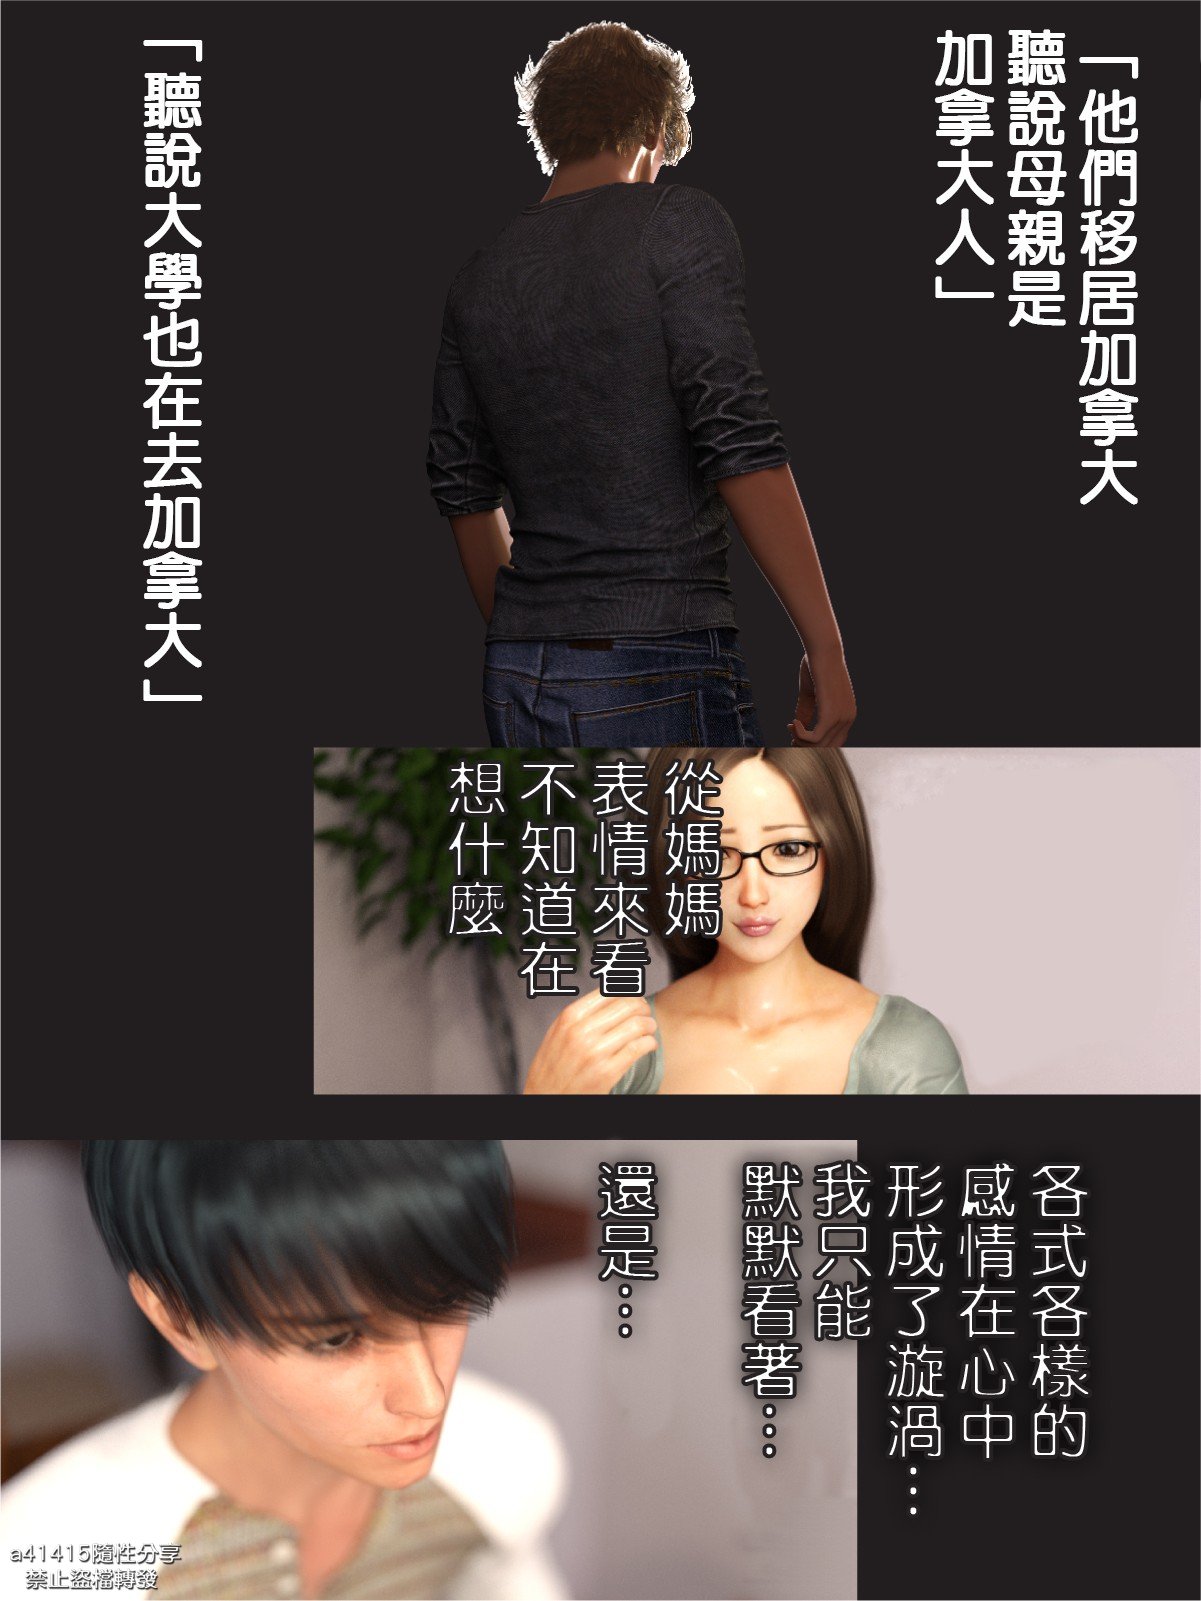 「他們移居加拿大
聽說母親是
加拿大人」
「聽說大學也在去加拿大」
從媽媽
表情來看
不知道在
想什麼
各式各樣的
感情在心中
形成了漩渦…
我只能
默默看著…
還是…
a41415隨性分享
禁止盜檔轉發